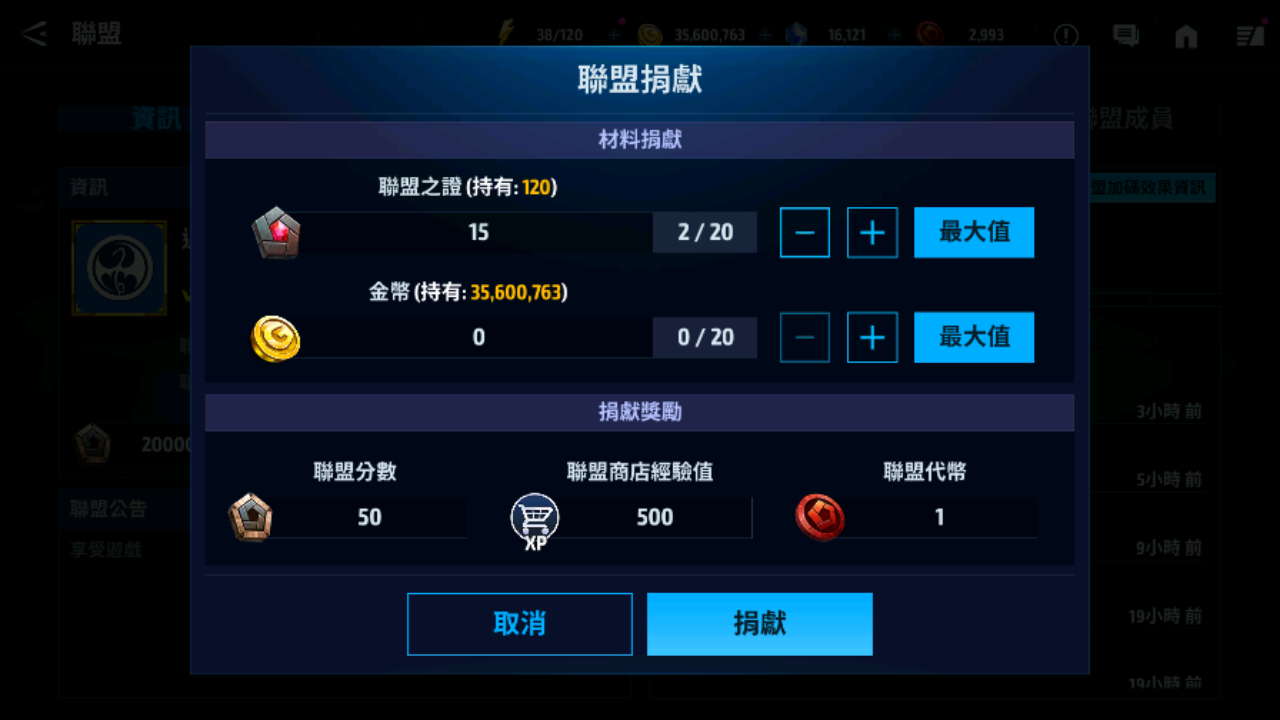 聯盟
38/120
35,600,763
16,121
2,993
聯盟捐獻
資訊
聯盟成員
材料捐獻
資訊
聯盟之證 (持有: 120)
盟加碼效果資訊
15
2 / 20
最大值
金幣 (持有: 35,600,763)
0
0 / 20
最大值
捐獻獎勵
3小時 前
20000
聯盟分數
聯盟商店經驗值
聯盟代幣
5小時 前
聯盟公告
50
XP
500
1
享受遊戲
9小時 前
取消
捐獻
19小時 前
19小時 前